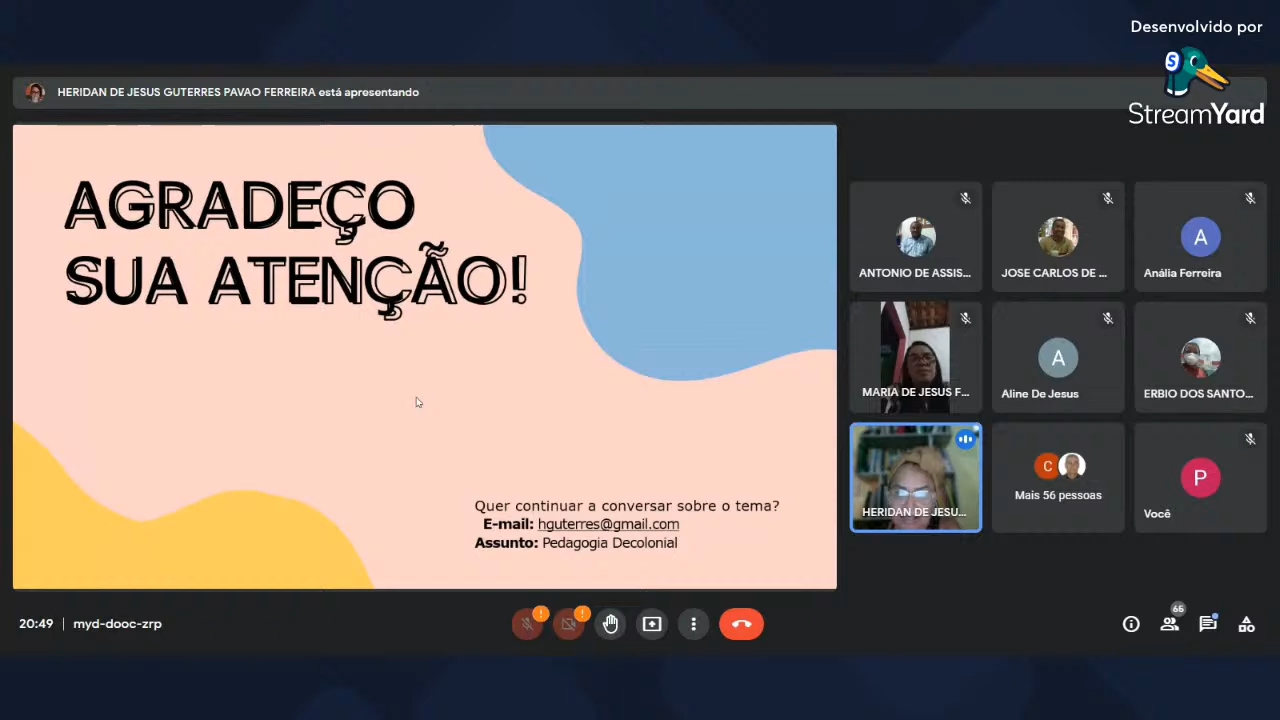 Desenvolvido por
S
StreamYard
HERIDAN DE JESUS GUTERRES PAVAO FERREIRA está apresentando
AGRADEÇO
SUA ATENÇÃO!
Quer continuar a conversar sobre o tema?
E-mail: hguterres@gmail.com
Assunto: Pedagogia Decolonial
ANTONIO DE ASSIS...
JOSE CARLOS DE ...
A
Anália Ferreira
MARIA DE JESUS F...
A
Aline De Jesus
ERBIO DOS SANTO...
HERIDAN DE JESU...
C
Mais 56 pessoas
P
Você
20:49 | myd-dooc-zrp
!
!
66